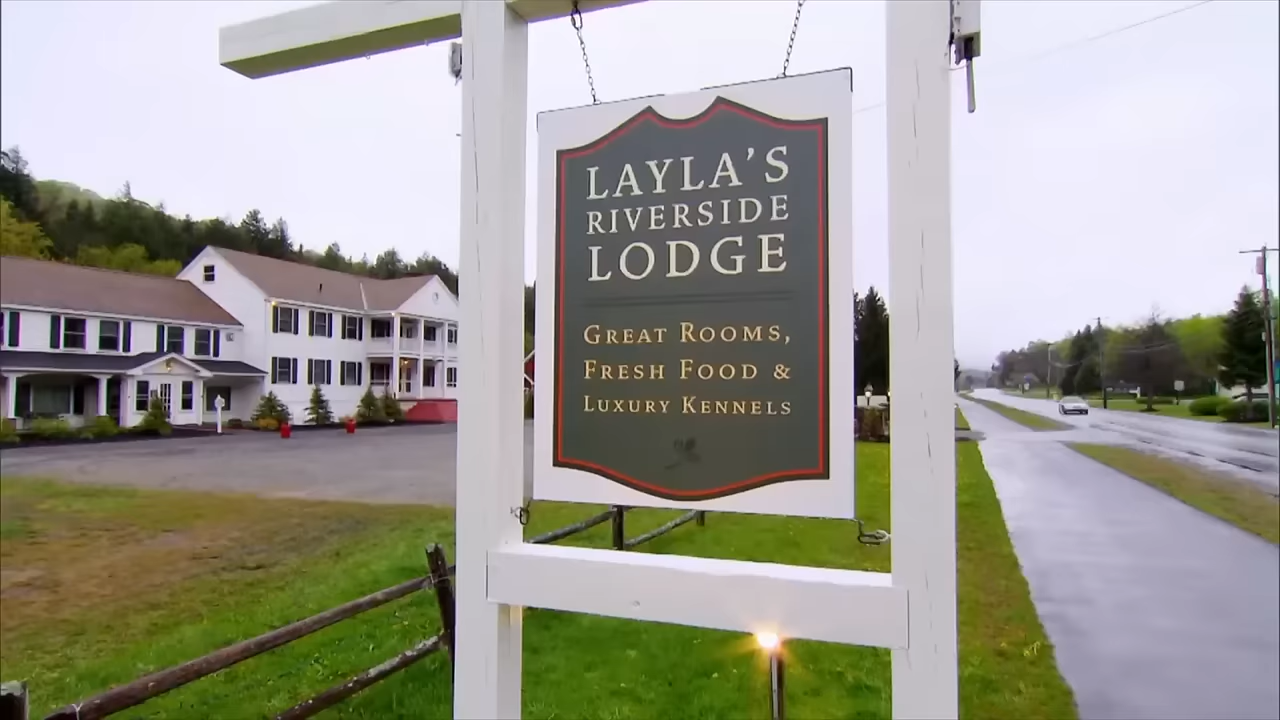 LAYLA'S
RIVERSIDE
LODGE
GREAT ROOMS,
FRESH FOOD &
LUXURY KENNELS